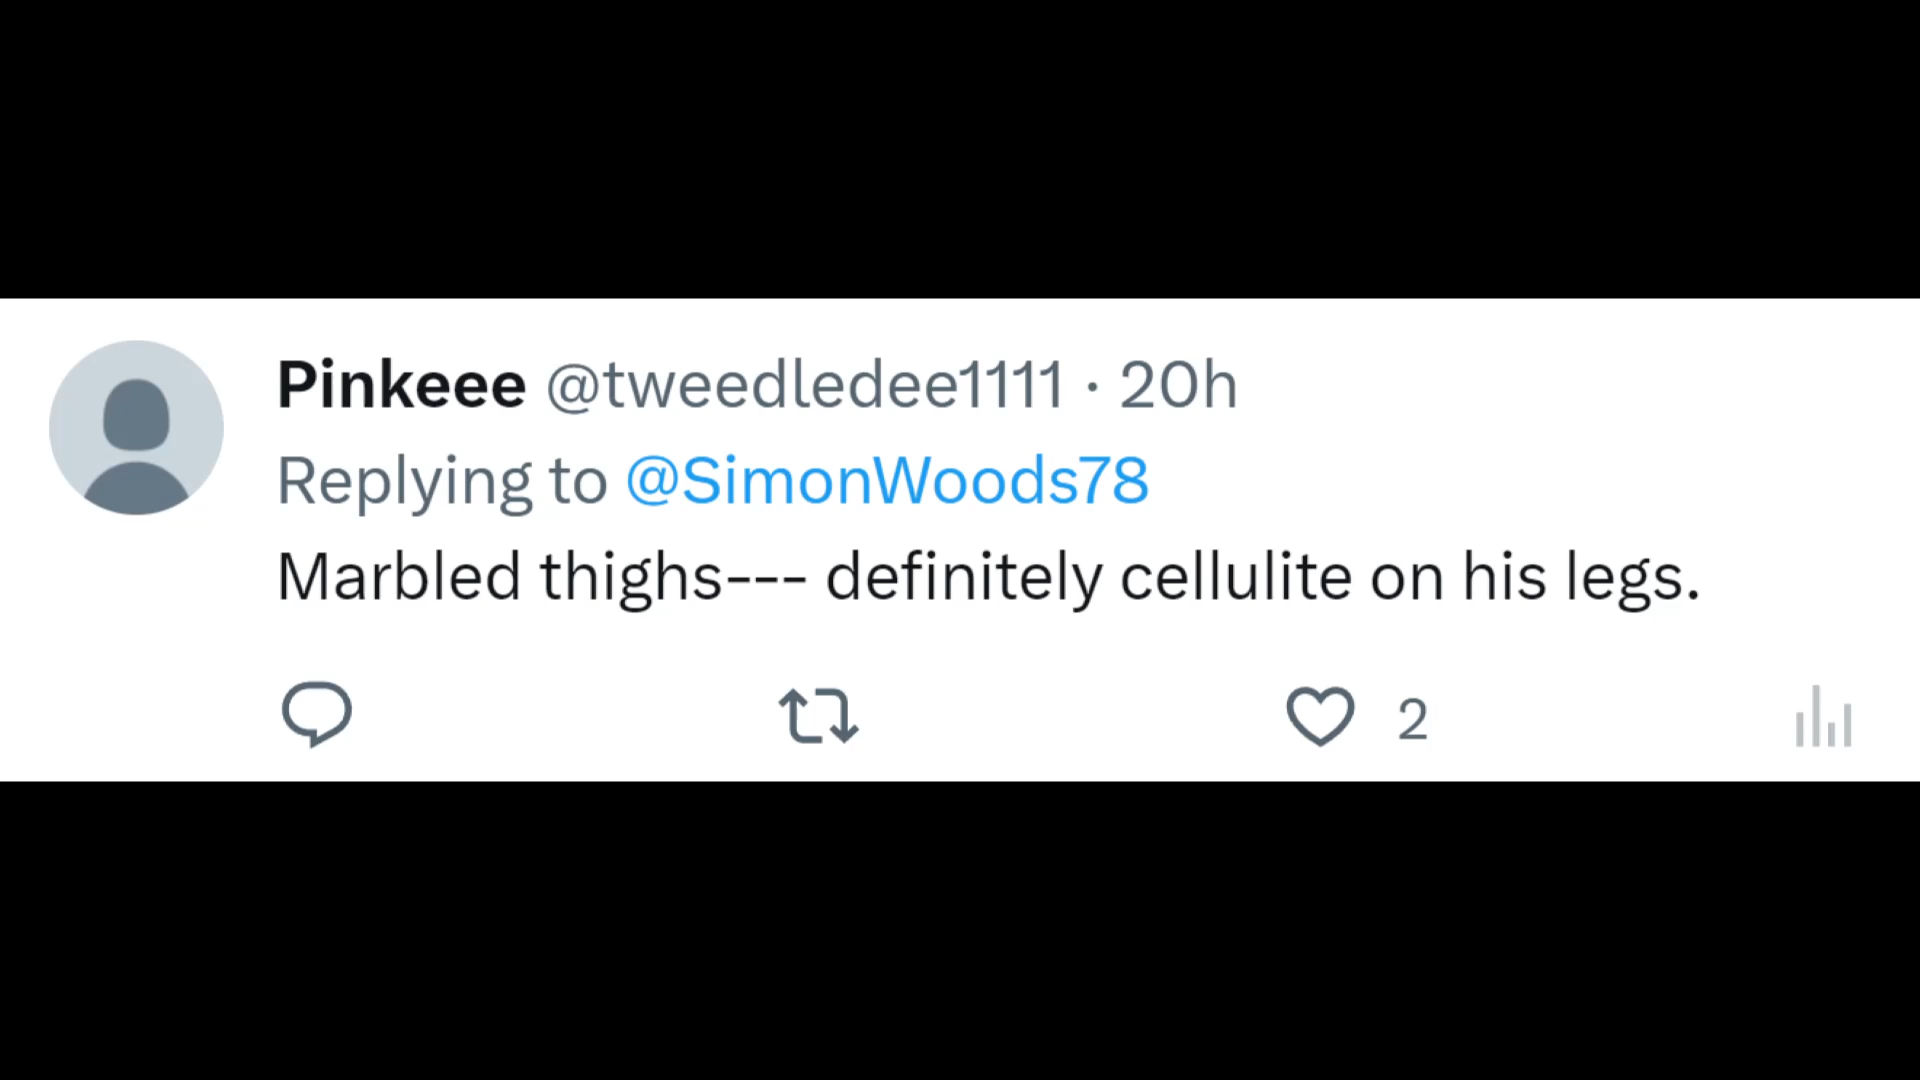 Pinkeee @tweedledee1111 · 20h
Replying to @SimonWoods78
Marbled thighs--- definitely cellulite on his legs.
2